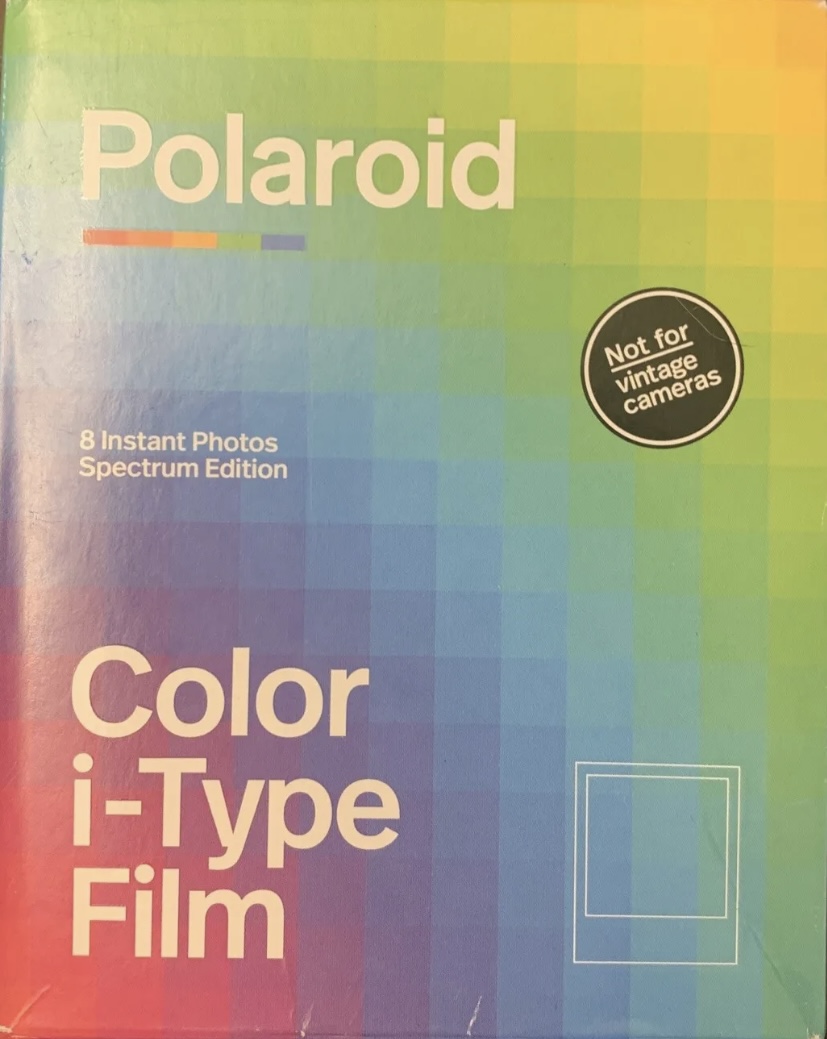 Polaroid
Not for
vintage
cameras
8 Instant Photos
Spectrum Edition
Color
i-Type
Film